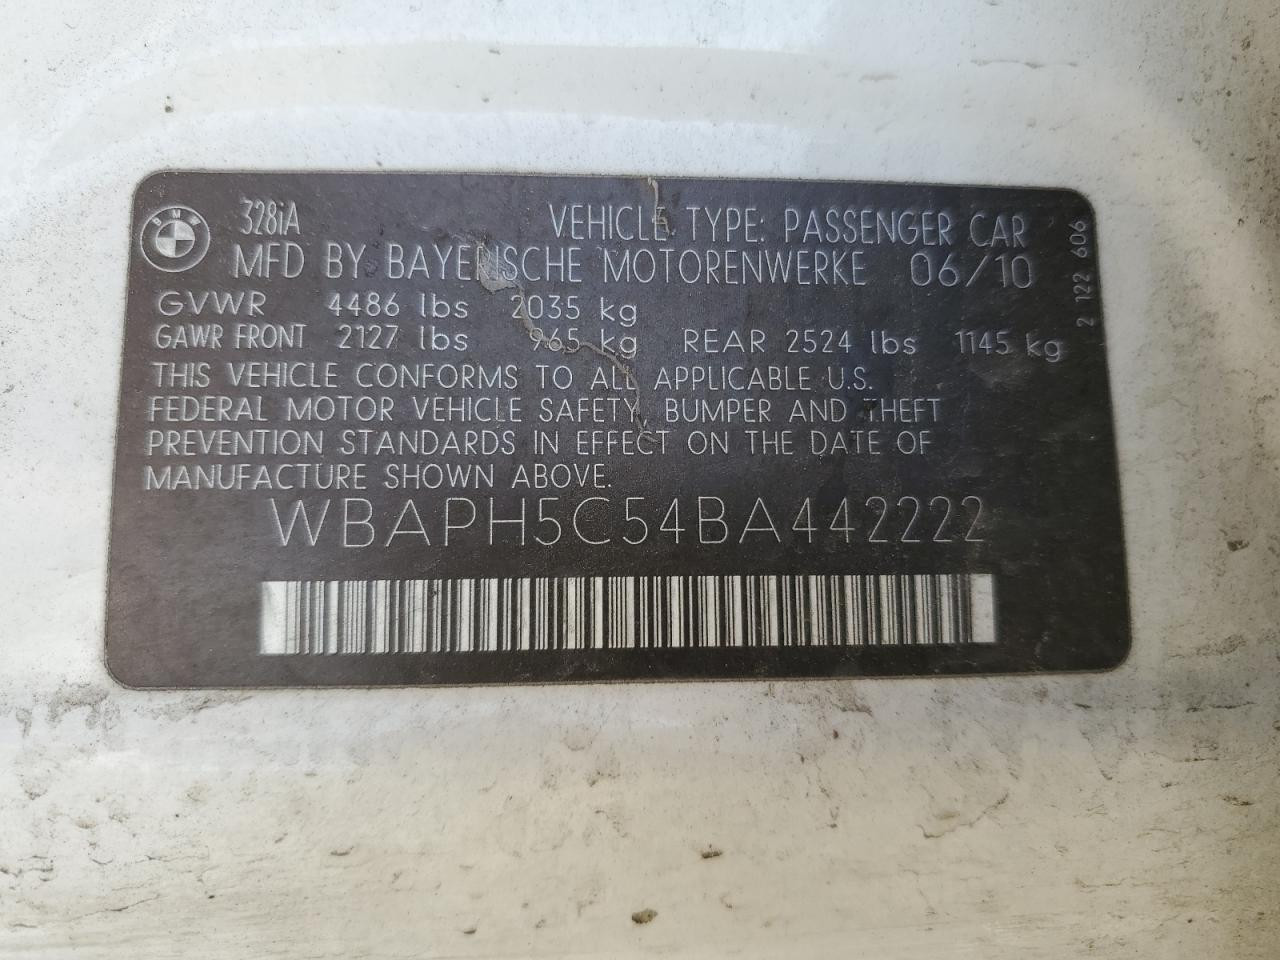 BMW
328iA VEHICLE TYPE: PASSENGER CAR
MFD BY BAYERISCHE MOTORENWERKE 06/10
GVWR 4486 lbs 2035 kg
GAWR FRONT 2127 lbs 965 kg REAR 2524 lbs 1145 kg
THIS VEHICLE CONFORMS TO ALL APPLICABLE U.S.
FEDERAL MOTOR VEHICLE SAFETY, BUMPER AND THEFT
PREVENTION STANDARDS IN EFFECT ON THE DATE OF
MANUFACTURE SHOWN ABOVE.
WBAPH5C54BA442222
2 122 606